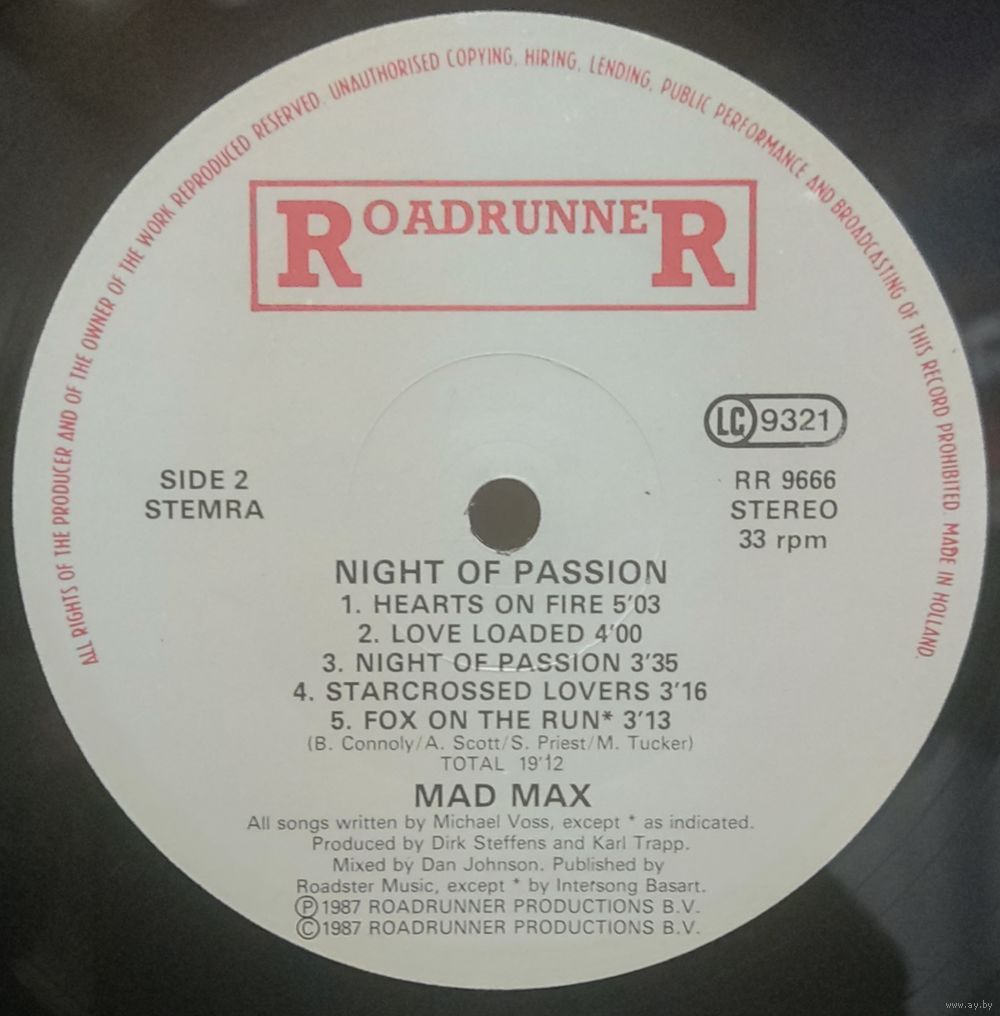 ALL RIGHTS OF THE PRODUCER AND OF THE OWNER OF THE WORK REPRODUCED RESERVED. UNAUTHORISED COPYING, HIRING, LENDING, PUBLIC PERFORMANCE AND BROADCASTING OF THIS RECORD PROHIBITED. MADE IN HOLLAND.
ROADRUNNER
LC 9321
SIDE 2
STEMRA
RR 9666
STEREO
33 rpm
NIGHT OF PASSION
1. HEARTS ON FIRE 5'03
2. LOVE LOADED 4'00
3. NIGHT OF PASSION 3'35
4. STARCROSSED LOVERS 3'16
5. FOX ON THE RUN* 3'13
(B. Connoly/A. Scott/S. Priest/M. Tucker)
TOTAL 19'12
MAD MAX
All songs written by Michael Voss, except * as indicated.
Produced by Dirk Steffens and Karl Trapp.
Mixed by Dan Johnson. Published by
Roadster Music, except * by Intersong Basart.
Ⓟ1987 ROADRUNNER PRODUCTIONS B.V.
©1987 ROADRUNNER PRODUCTIONS B.V.
www.ay.by